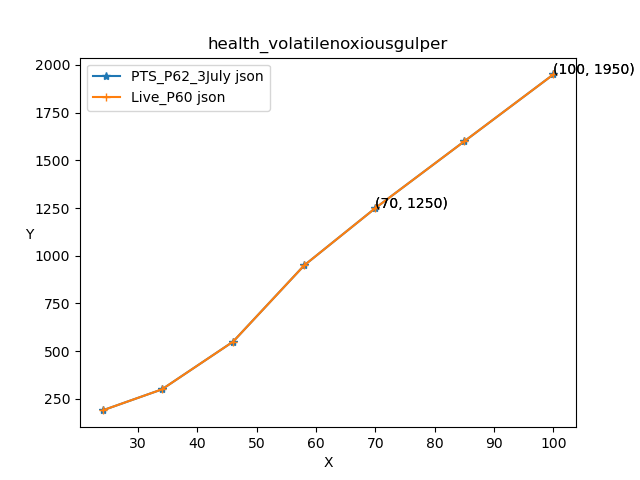 health_volatilenoxiousgulper
PTS_P62_3July json
Live_P60 json
(100, 1950)
(70, 1250)
2000
1750
1500
1250
1000
750
500
250
Y
30 40 50 60 70 80 90 100
X